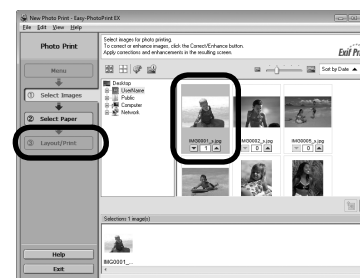 New Photo Print - Easy-PhotoPrint EX
File Edit View Help
Photo Print
Select images for photo printing.
To correct or enhance images, click the Correct/Enhance button.
Apply corrections and enhancements in the resulting screen.
Exif Pri
Menu
Sort by Date
① Select Images
② Select Paper
③ Layout/Print
Desktop
UserName
Public
Computer
Network
IMG0001_s.jpg
IMG0002_s.jpg
IMG0005_s.jpg
1
0
0
Selections 1 image(s)
IMG0001_...
Help
Exit